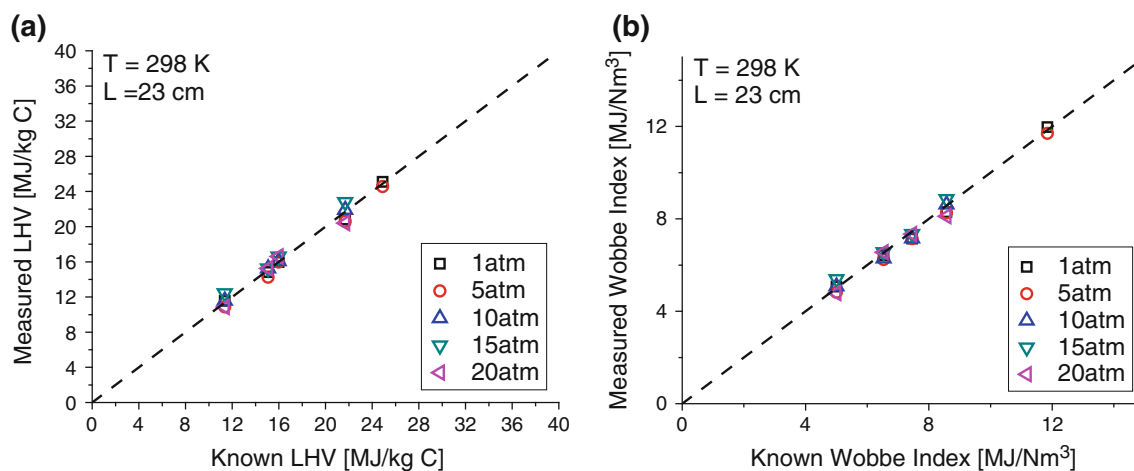 (a)
T = 298 K
L =23 cm
Measured LHV [MJ/kg C]
40
36
32
28
24
20
16
12
8
4
0
0 4 8 12 16 20 24 28 32 36 40
Known LHV [MJ/kg C]
1atm
5atm
10atm
15atm
20atm
(b)
T = 298 K
L = 23 cm
Measured Wobbe Index [MJ/Nm³]
12
8
4
0
0 4 8 12
Known Wobbe Index [MJ/Nm³]
1atm
5atm
10atm
15atm
20atm